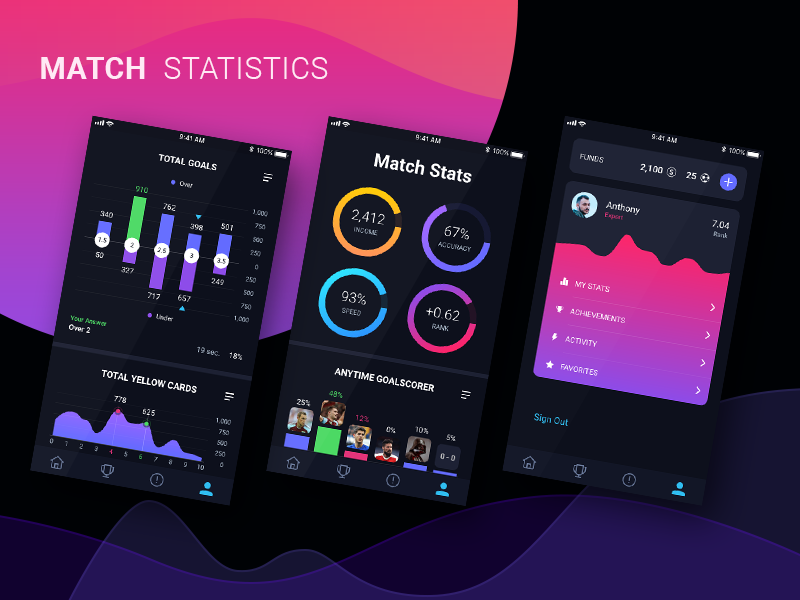 MATCH STATISTICS
9:41 AM
100%
TOTAL GOALS
Over
340
910
762
398
501
1.5
2
2.5
3
3.5
50
327
717
657
249
1,000
750
500
250
0
250
500
750
1,000
Under
Your Answer
Over 2
19 sec. 18%
TOTAL YELLOW CARDS
778
625
1,000
500
250
0
0 1 2 3 4 5 6 7 8 9 10
9:41 AM
100%
Match Stats
2,412
INCOME
67%
ACCURACY
93%
SPEED
+0.62
RANK
ANYTIME GOALSCORER
25%
48%
12%
0%
10%
5%
0 - 0
9:41 AM
100%
FUNDS
2,100 $
25
Anthony
Expert
7.04
Rank
MY STATS
ACHIEVEMENTS
ACTIVITY
FAVORITES
Sign Out